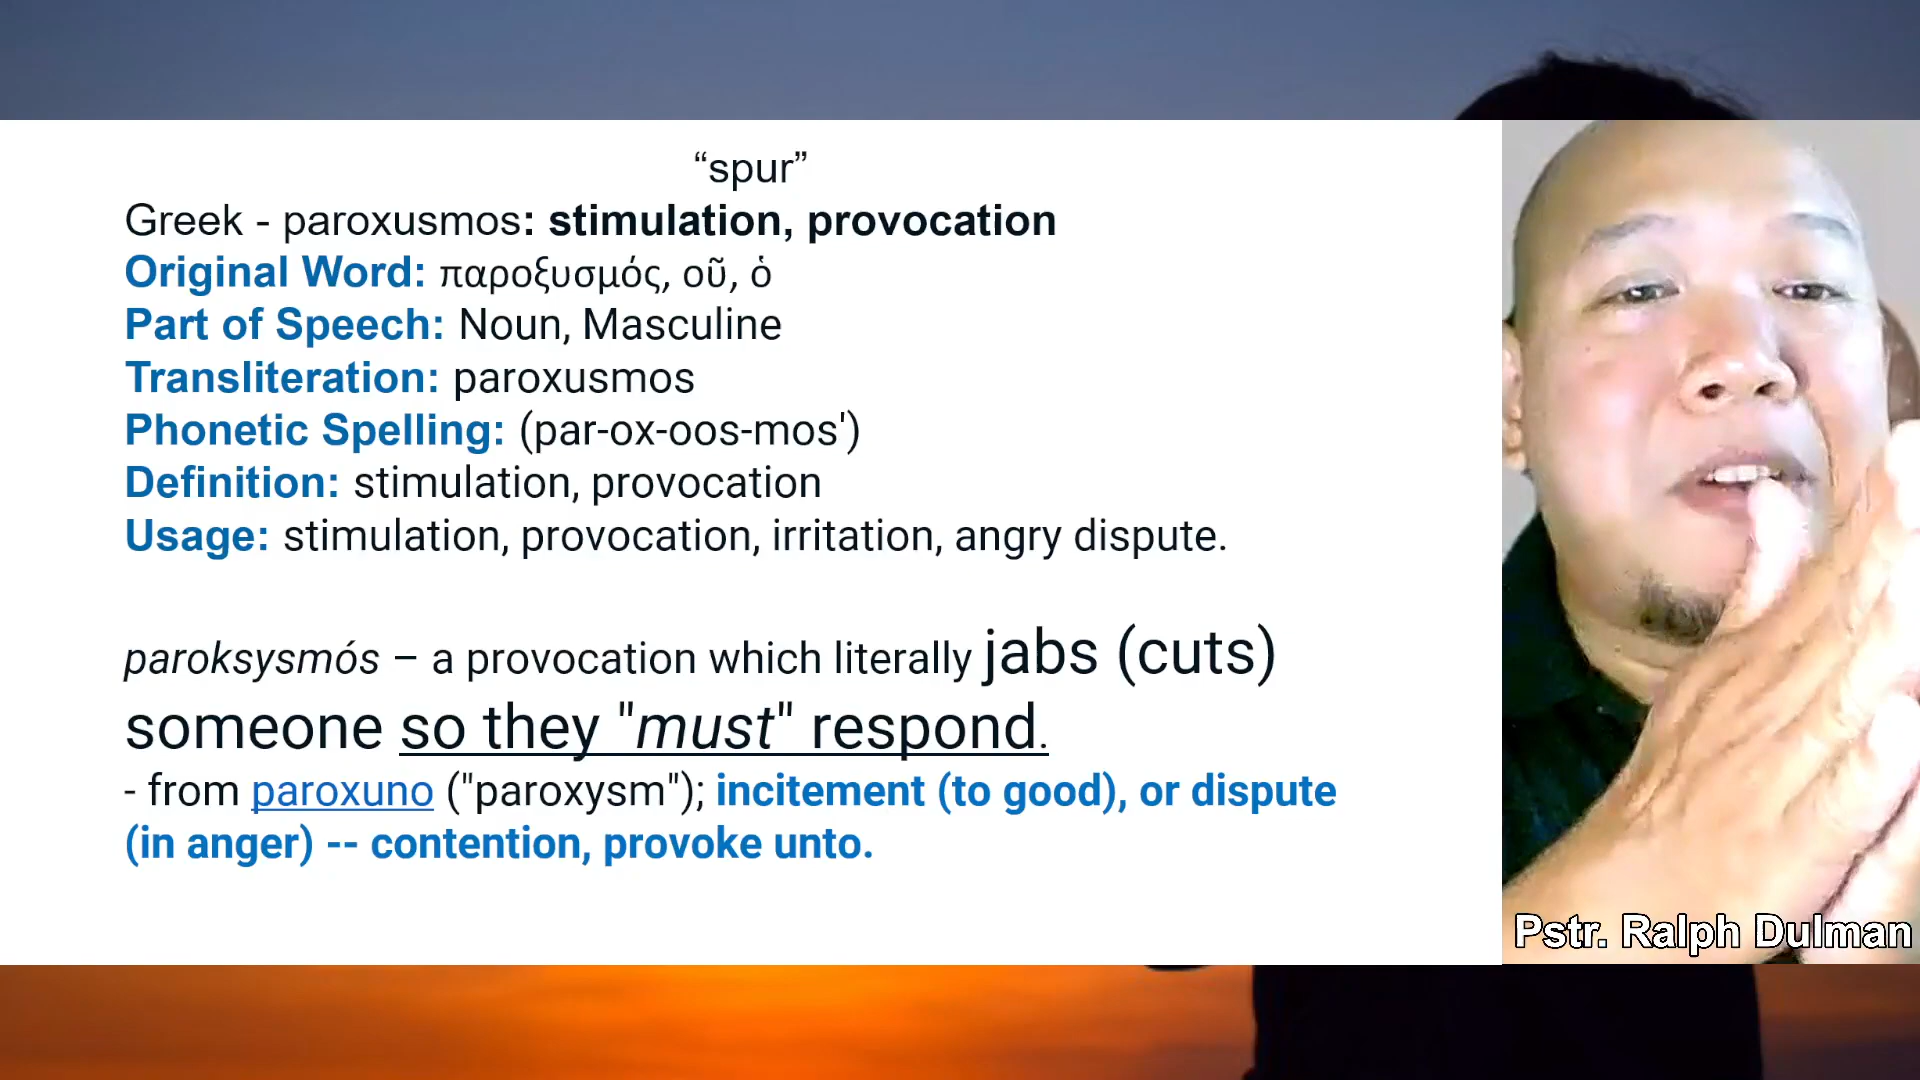 “spur”
Greek - paroxusmos: stimulation, provocation
Original Word: παροξυσμός, οῦ, ὁ
Part of Speech: Noun, Masculine
Transliteration: paroxusmos
Phonetic Spelling: (par-ox-oos-mos')
Definition: stimulation, provocation
Usage: stimulation, provocation, irritation, angry dispute.
paroksysmós – a provocation which literally jabs (cuts)
someone so they "must" respond.
- from paroxuno ("paroxysm"); incitement (to good), or dispute
(in anger) -- contention, provoke unto.
Pstr. Ralph Dulman